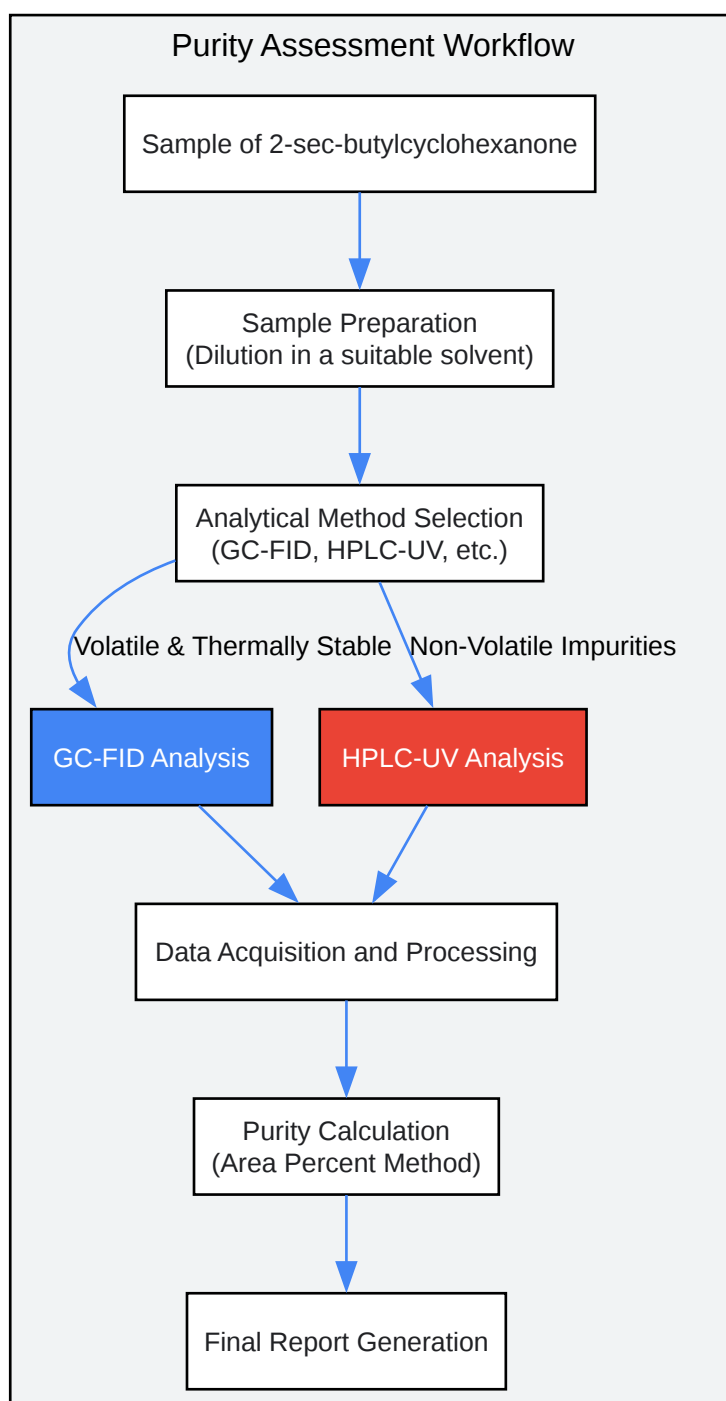 Purity Assessment Workflow
Sample of 2-sec-butylcyclohexanone
Sample Preparation
(Dilution in a suitable solvent)
Analytical Method Selection
(GC-FID, HPLC-UV, etc.)
Volatile & Thermally Stable
Non-Volatile Impurities
GC-FID Analysis
HPLC-UV Analysis
Data Acquisition and Processing
Purity Calculation
(Area Percent Method)
Final Report Generation